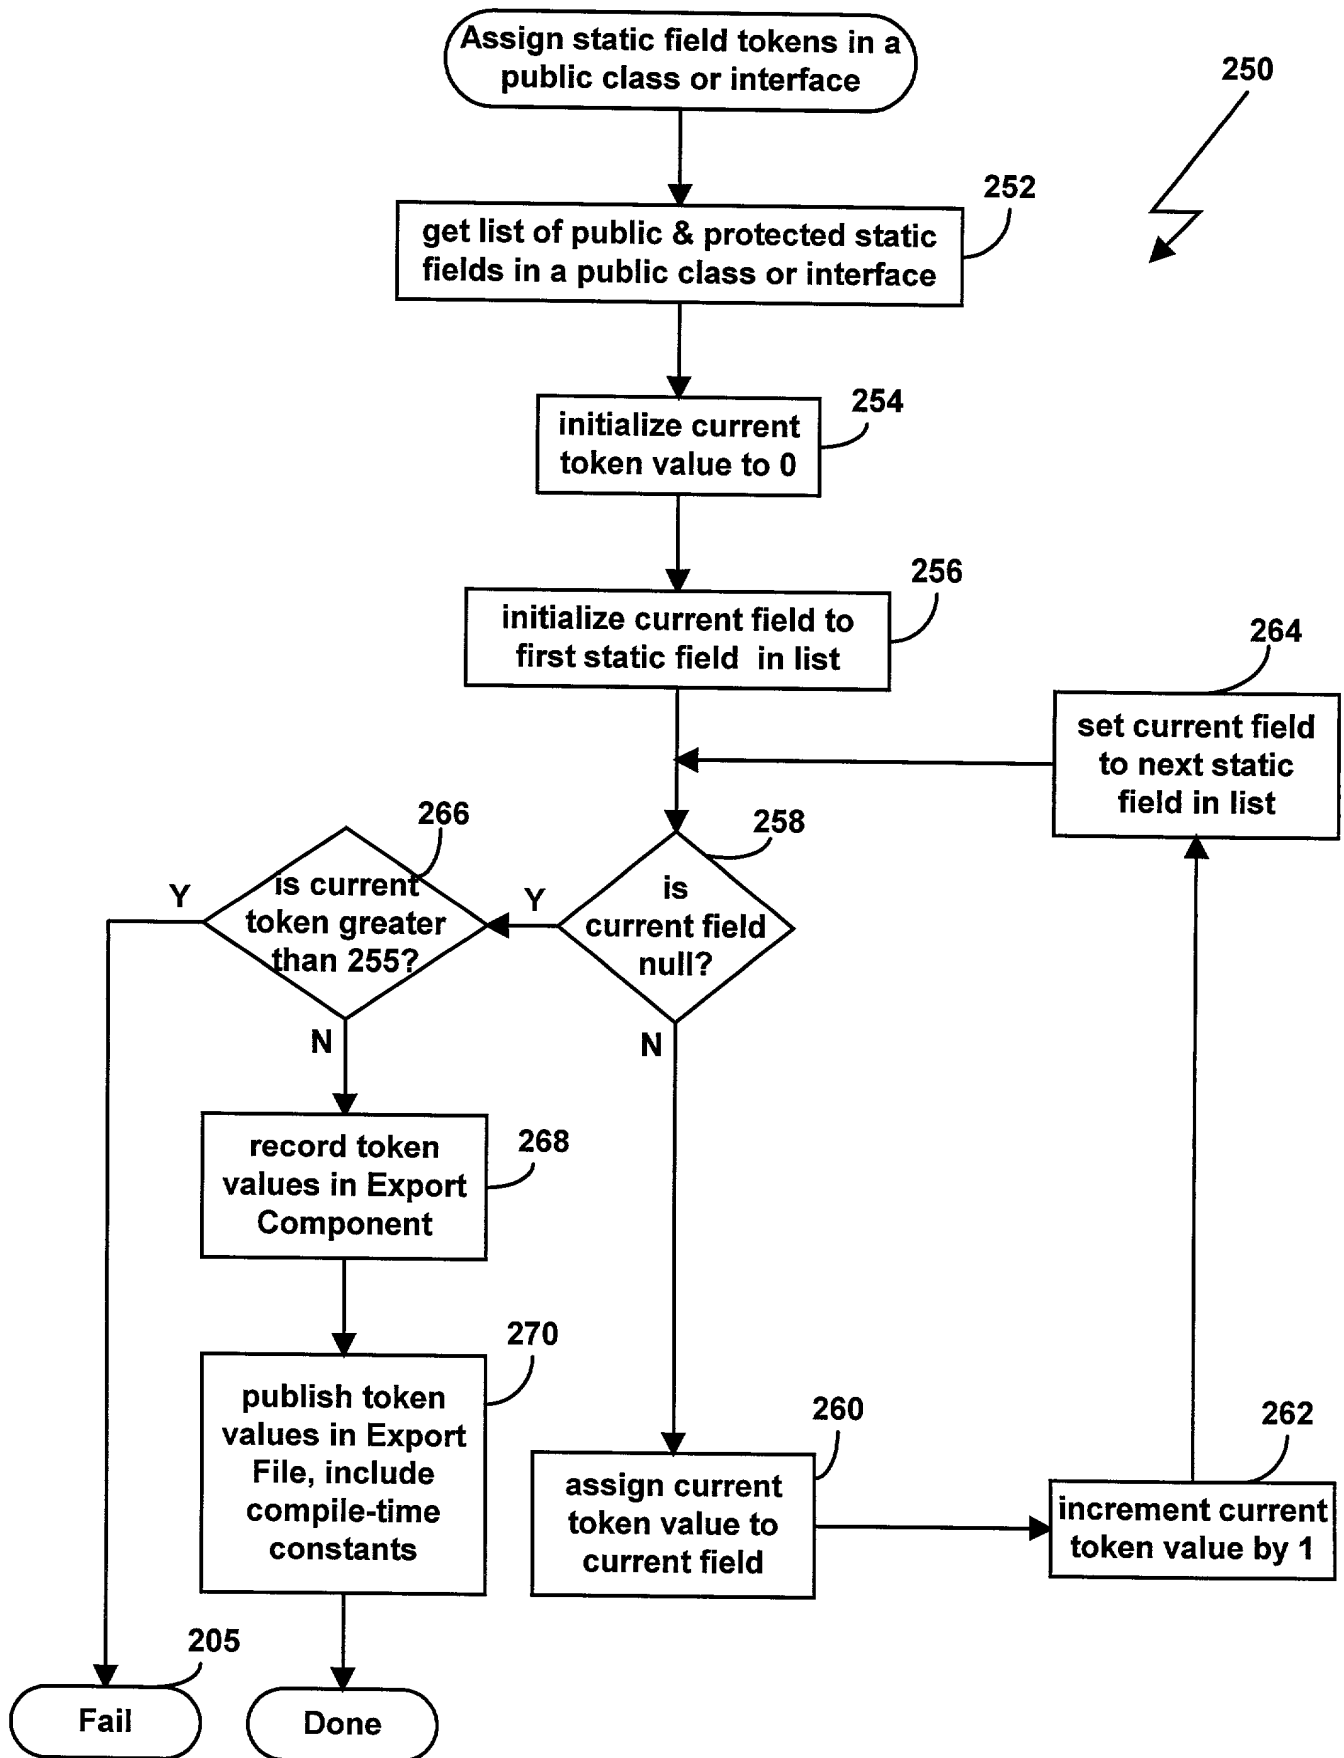 Assign static field tokens in a
public class or interface
250
252
get list of public & protected static
fields in a public class or interface
254
initialize current
token value to 0
256
initialize current field to
first static field in list
264
set current field
to next static
field in list
266
is current
token greater
than 255?
Y
N
258
is
current field
null?
Y
N
268
record token
values in Export
Component
270
publish token
values in Export
File, include
compile-time
constants
260
assign current
token value to
current field
262
increment current
token value by 1
205
Fail
Done